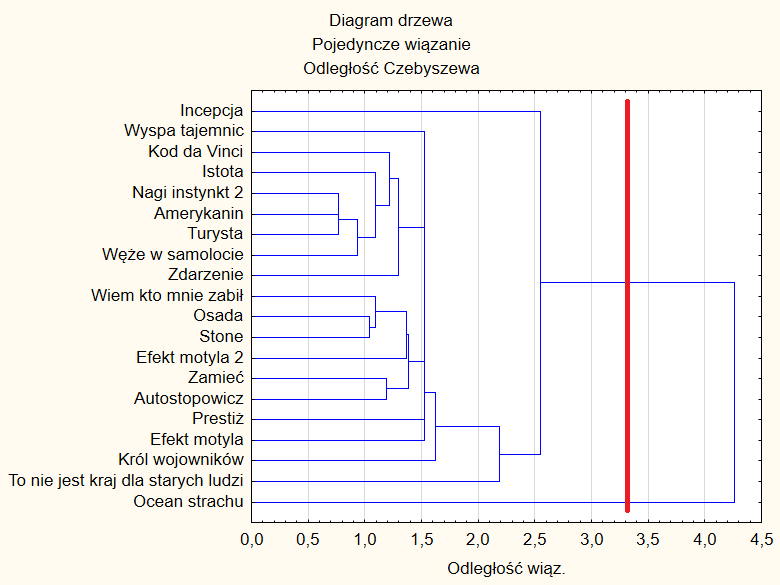 Diagram drzewa
Pojedyncze wiązanie
Odległość Czebyszewa
Incepcja
Wyspa tajemnic
Kod da Vinci
Istota
Nagi instynkt 2
Amerykanin
Turysta
Węże w samolocie
Zdarzenie
Wiem kto mnie zabił
Osada
Stone
Efekt motyla 2
Zamieć
Autostopowicz
Prestiż
Efekt motyla
Król wojowników
To nie jest kraj dla starych ludzi
Ocean strachu
0,0 0,5 1,0 1,5 2,0 2,5 3,0 3,5 4,0 4,5
Odległość wiąz.